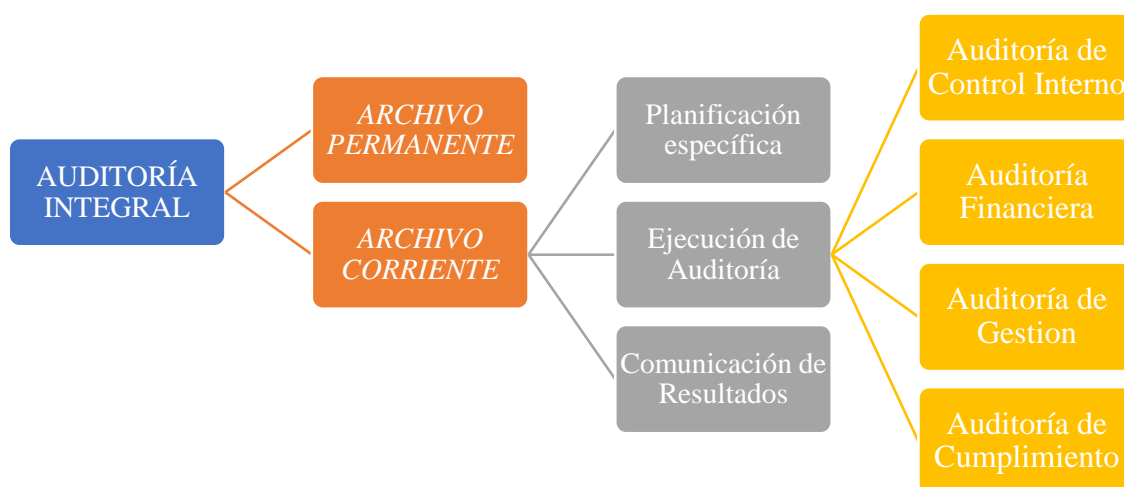 AUDITORÍA
INTEGRAL
ARCHIVO
PERMANENTE
ARCHIVO
CORRIENTE
Planificación
específica
Ejecución de
Auditoría
Comunicación de
Resultados
Auditoría de
Control Interno
Auditoría
Financiera
Auditoría de
Gestion
Auditoría de
Cumplimiento